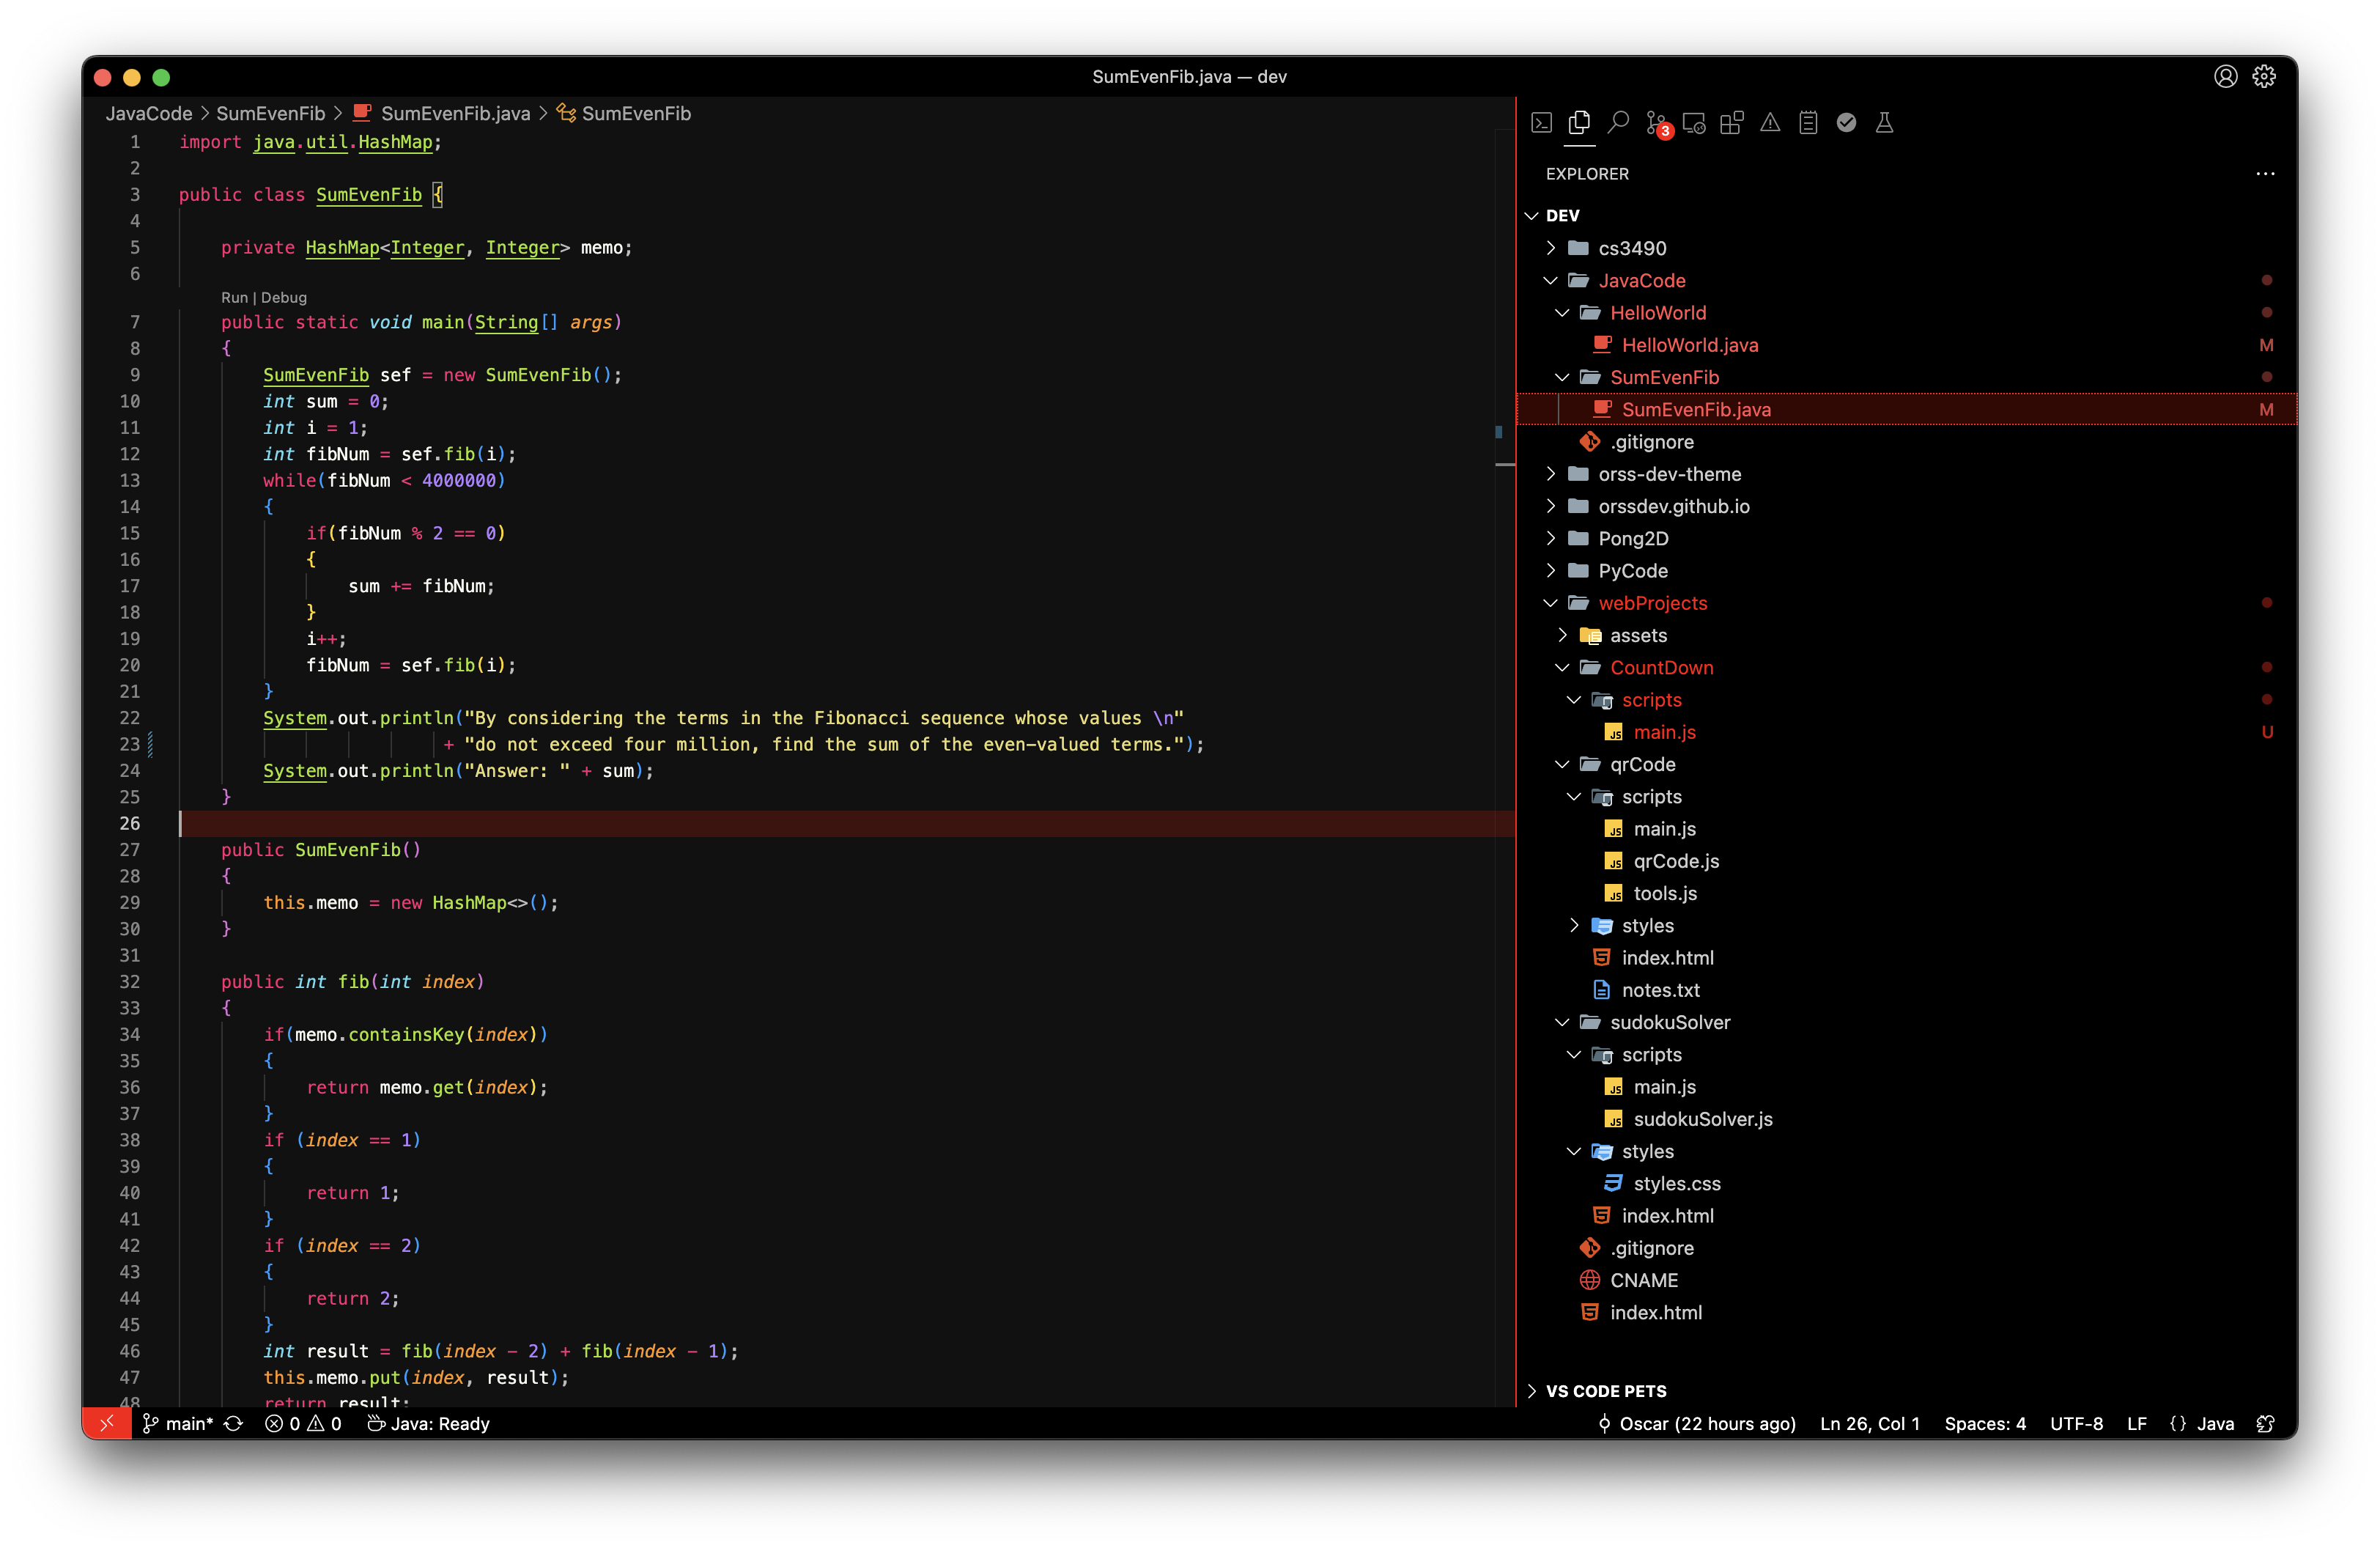 SumEvenFib.java — dev
JavaCode > SumEvenFib > SumEvenFib.java > SumEvenFib
1 import java.util.HashMap;
2
3 public class SumEvenFib {
4
5 private HashMap<Integer, Integer> memo;
6
Run | Debug
7 public static void main(String[] args)
8 {
9 SumEvenFib sef = new SumEvenFib();
10 int sum = 0;
11 int i = 1;
12 int fibNum = sef.fib(i);
13 while(fibNum < 4000000)
14 {
15 if(fibNum % 2 == 0)
16 {
17 sum += fibNum;
18 }
19 i++;
20 fibNum = sef.fib(i);
21 }
22 System.out.println("By considering the terms in the Fibonacci sequence whose values \n"
23 + "do not exceed four million, find the sum of the even-valued terms.");
24 System.out.println("Answer: " + sum);
25 }
26
27 public SumEvenFib()
28 {
29 this.memo = new HashMap<>();
30 }
31
32 public int fib(int index)
33 {
34 if(memo.containsKey(index))
35 {
36 return memo.get(index);
37 }
38 if (index == 1)
39 {
40 return 1;
41 }
42 if (index == 2)
43 {
44 return 2;
45 }
46 int result = fib(index - 2) + fib(index - 1);
47 this.memo.put(index, result);
48 return result;
3
EXPLORER
DEV
cs3490
JavaCode
HelloWorld
HelloWorld.java M
SumEvenFib
SumEvenFib.java M
.gitignore
orss-dev-theme
orssdev.github.io
Pong2D
PyCode
webProjects
assets
CountDown
scripts
JS main.js U
qrCode
scripts
JS main.js
JS qrCode.js
JS tools.js
styles
index.html
notes.txt
sudokuSolver
scripts
JS main.js
JS sudokuSolver.js
styles
styles.css
index.html
.gitignore
CNAME
index.html
VS CODE PETS
main* 0 0 Java: Ready
Oscar (22 hours ago) Ln 26, Col 1 Spaces: 4 UTF-8 LF {} Java